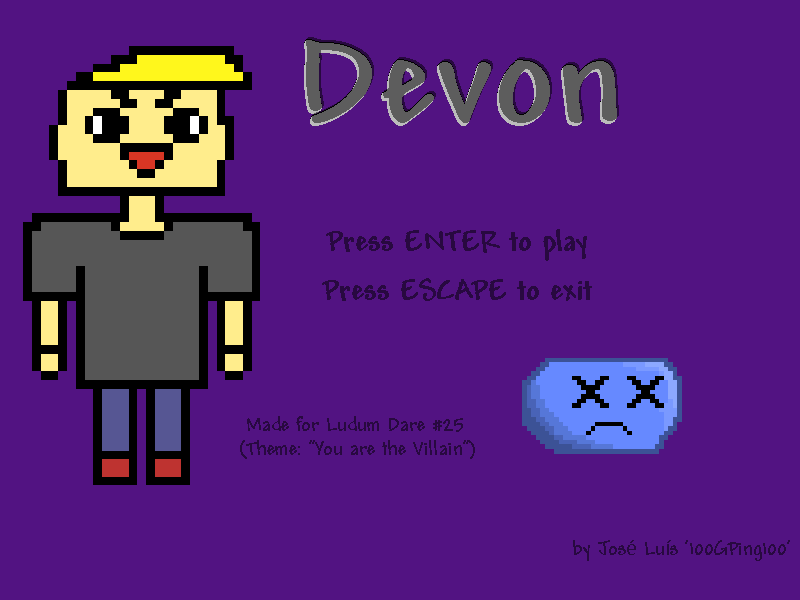 Devon
Press ENTER to play
Press ESCAPE to exit
Made for Ludum Dare #25
(Theme: "You are the Villain")
by José Luís '100GPing100'